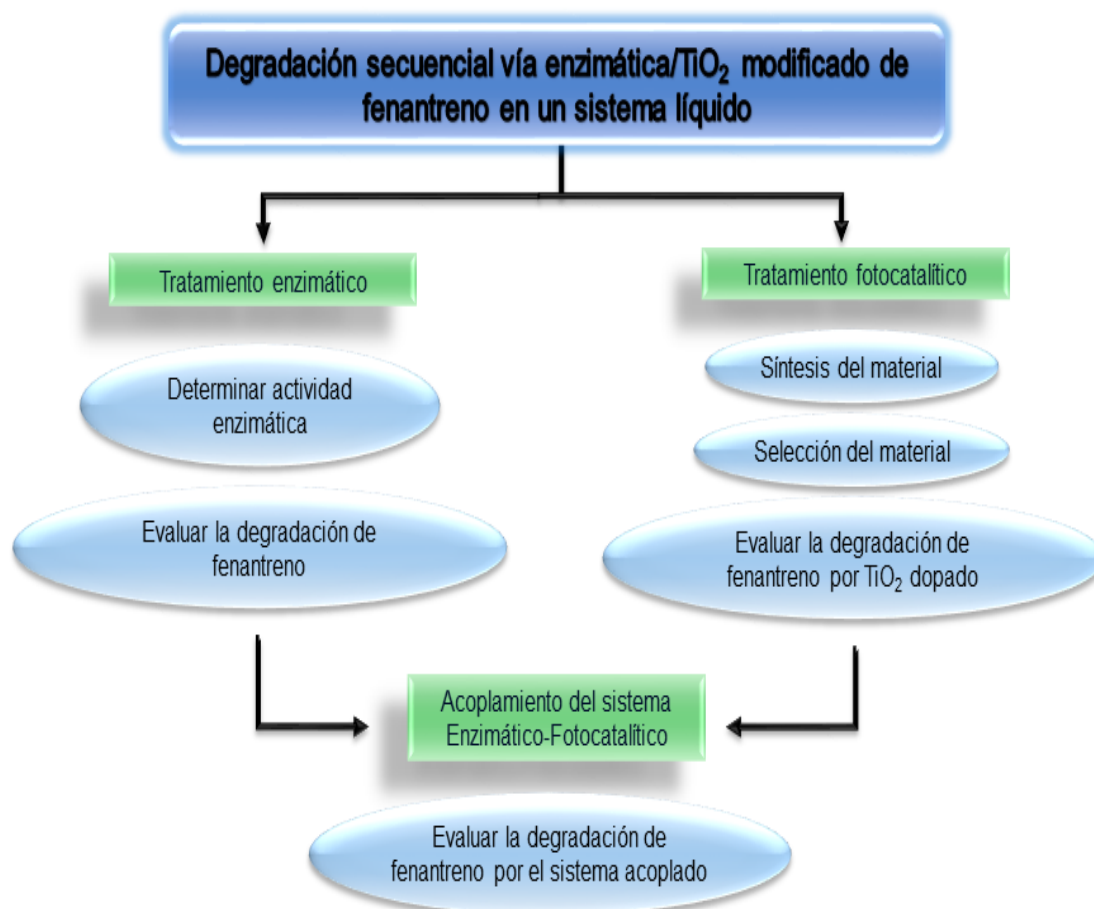 Degradación secuencial vía enzimática/TiO₂ modificado de
fenantreno en un sistema líquido
Tratamiento enzimático
Determinar actividad
enzimática
Evaluar la degradación de
fenantreno
Tratamiento fotocatalítico
Síntesis del material
Selección del material
Evaluar la degradación de
fenantreno por TiO₂ dopado
Acoplamiento del sistema
Enzimático-Fotocatalítico
Evaluar la degradación de
fenantreno por el sistema acoplado